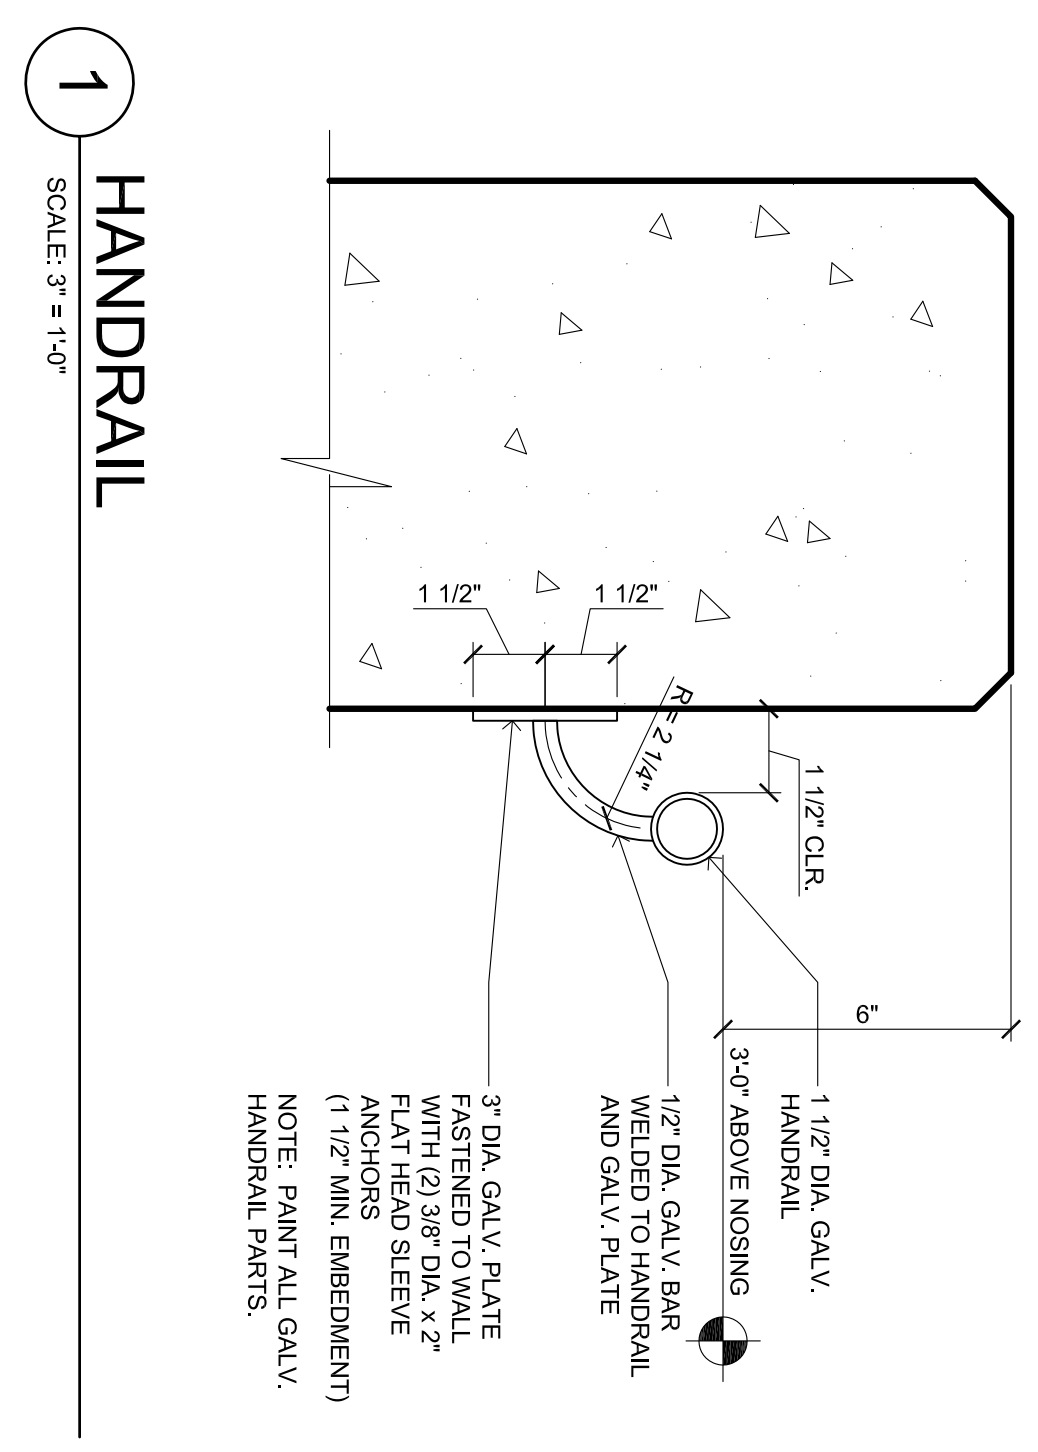 6"
1 1/2" CLR.
1 1/2"
1 1/2"
R = 2 1/4"
1 1/2" DIA. GALV.
HANDRAIL
3'-0" ABOVE NOSING
1/2" DIA. GALV. BAR
WELDED TO HANDRAIL
AND GALV. PLATE
3" DIA. GALV. PLATE
FASTENED TO WALL
WITH (2) 3/8" DIA. x 2"
FLAT HEAD SLEEVE
ANCHORS
(1 1/2" MIN. EMBEDMENT)
NOTE:  PAINT ALL GALV.
HANDRAIL PARTS.
1
HANDRAIL
SCALE: 3" = 1'-0"